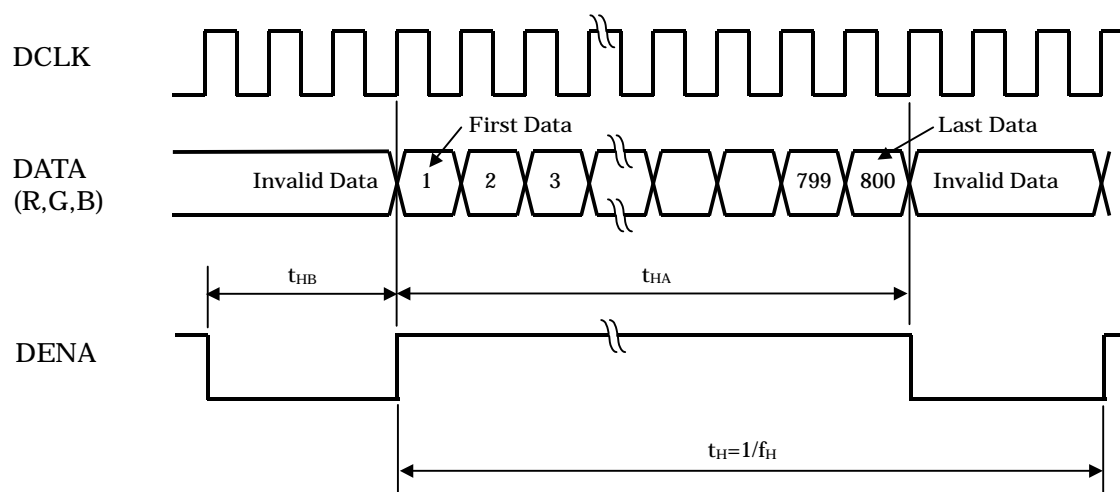 DCLK
First Data
Last Data
DATA
(R,G,B)
Invalid Data
1
2
3
799
800
Invalid Data
tHB
tHA
DENA
tH=1/fH